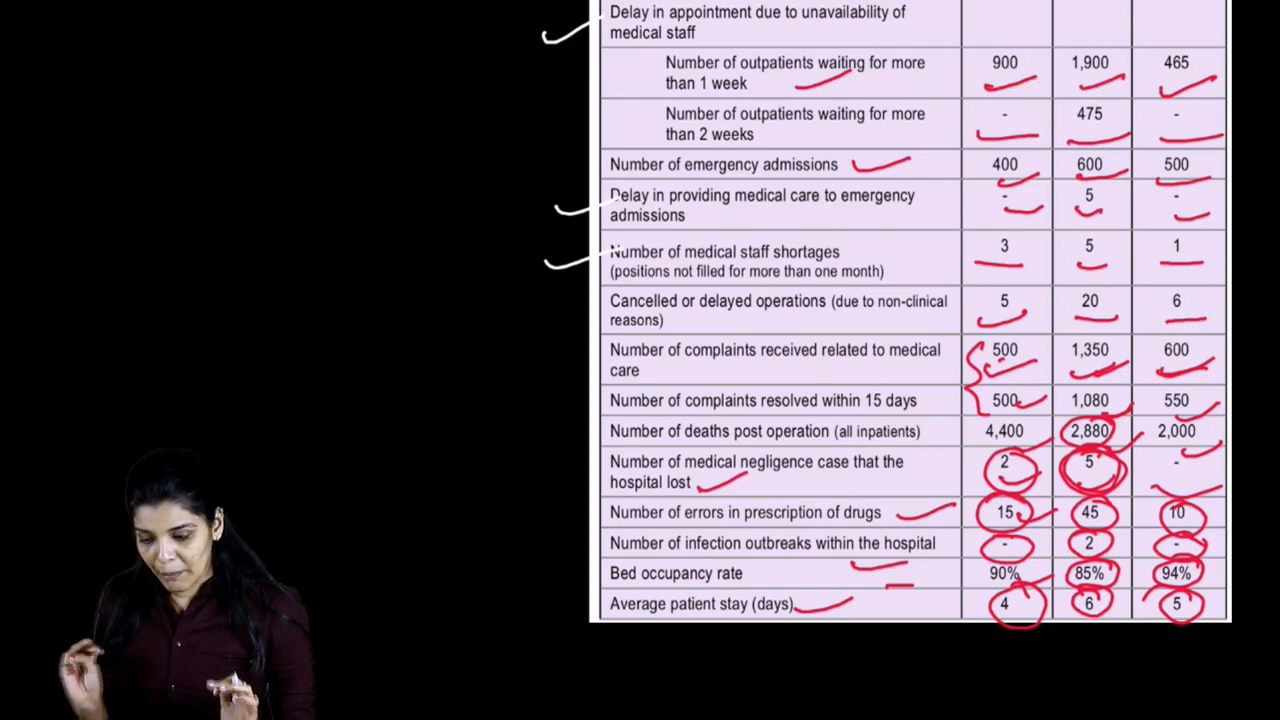 Delay in appointment due to unavailability of
medical staff
Number of outpatients waiting for more
than 1 week
900 1,900 465
Number of outpatients waiting for more
than 2 weeks
- 475 -
Number of emergency admissions 400 600 500
Delay in providing medical care to emergency
admissions
- 5 -
Number of medical staff shortages
(positions not filled for more than one month)
3 5 1
Cancelled or delayed operations (due to non-clinical
reasons)
5 20 6
Number of complaints received related to medical
care
500 1,350 600
Number of complaints resolved within 15 days 500 1,080 550
Number of deaths post operation (all inpatients) 4,400 2,880 2,000
Number of medical negligence case that the
hospital lost
2 5 -
Number of errors in prescription of drugs 15 45 10
Number of infection outbreaks within the hospital - 2 -
Bed occupancy rate 90% 85% 94%
Average patient stay (days) 4 6 5